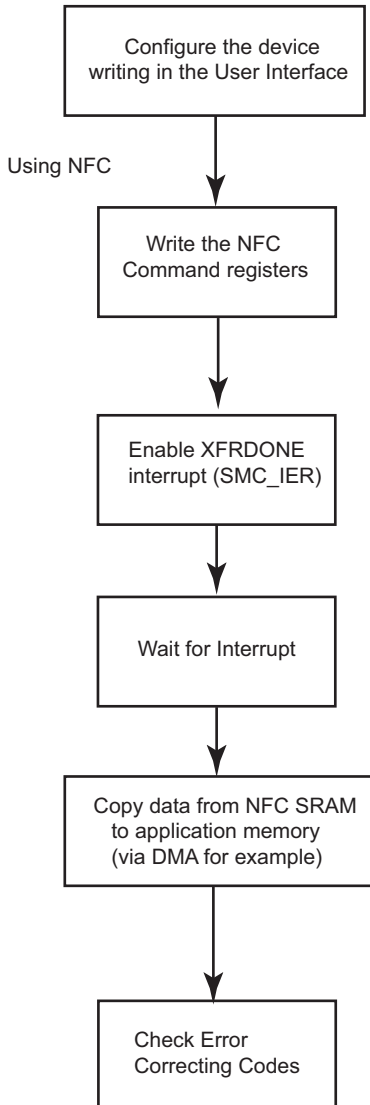 Configure the device
writing in the User Interface
Using NFC
Write the NFC
Command registers
Enable XFRDONE
interrupt (SMC_IER)
Wait for Interrupt
Copy data from NFC SRAM
to application memory
(via DMA for example)
Check Error
Correcting Codes